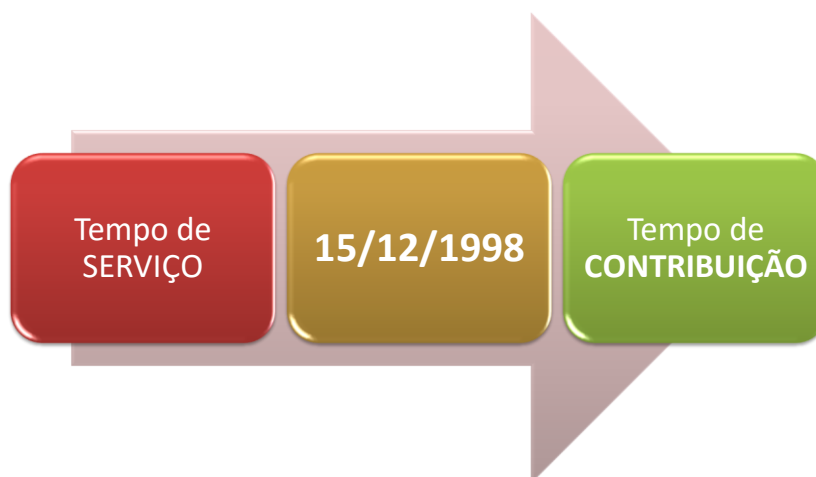 Tempo de
SERVIÇO
15/12/1998
Tempo de
CONTRIBUIÇÃO